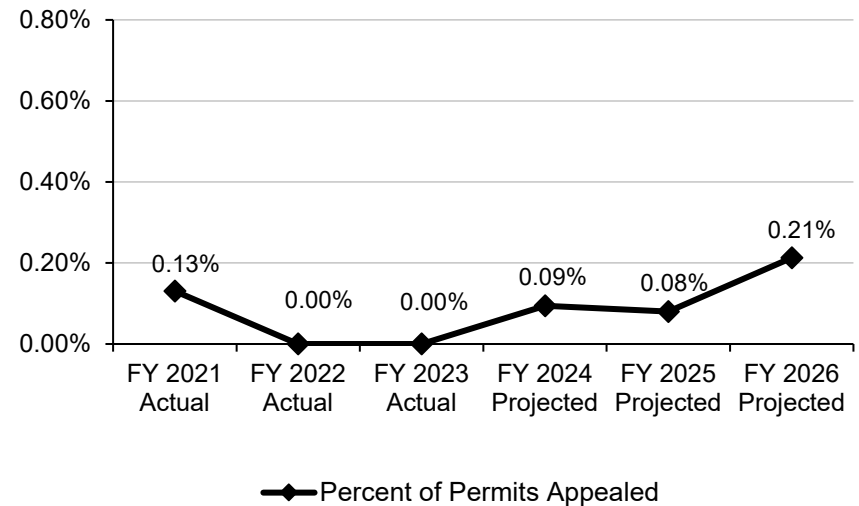 0.80%
0.60%
0.40%
0.20%
0.00%
0.13%
0.00%
0.00%
0.09%
0.08%
0.21%
FY 2021 Actual
FY 2022 Actual
FY 2023 Actual
FY 2024 Projected
FY 2025 Projected
FY 2026 Projected
Percent of Permits Appealed